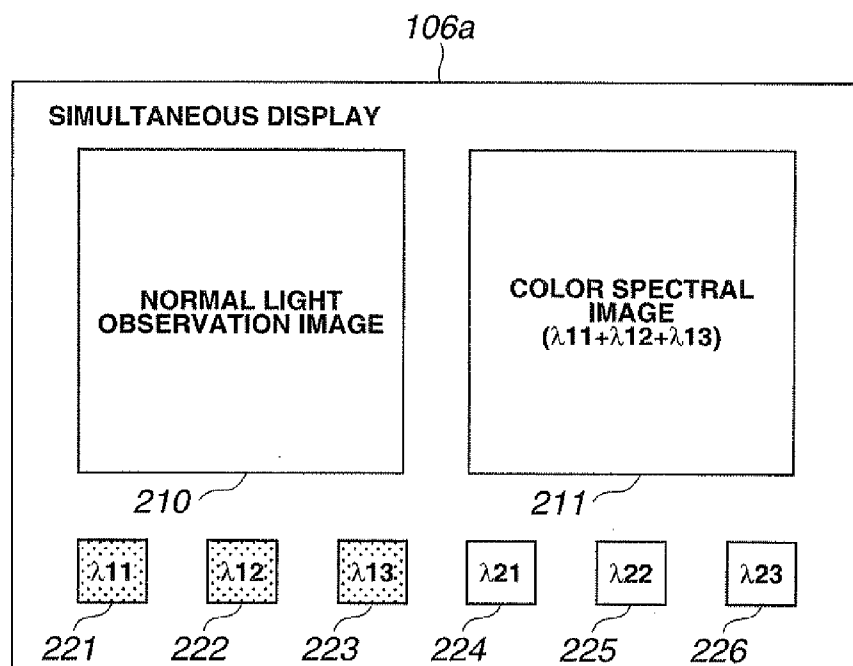 106a
SIMULTANEOUS DISPLAY
NORMAL LIGHT
OBSERVATION IMAGE
COLOR SPECTRAL
IMAGE
(λ11+λ12+λ13)
210
211
λ11 λ12 λ13 λ21 λ22 λ23
221 222 223 224 225 226